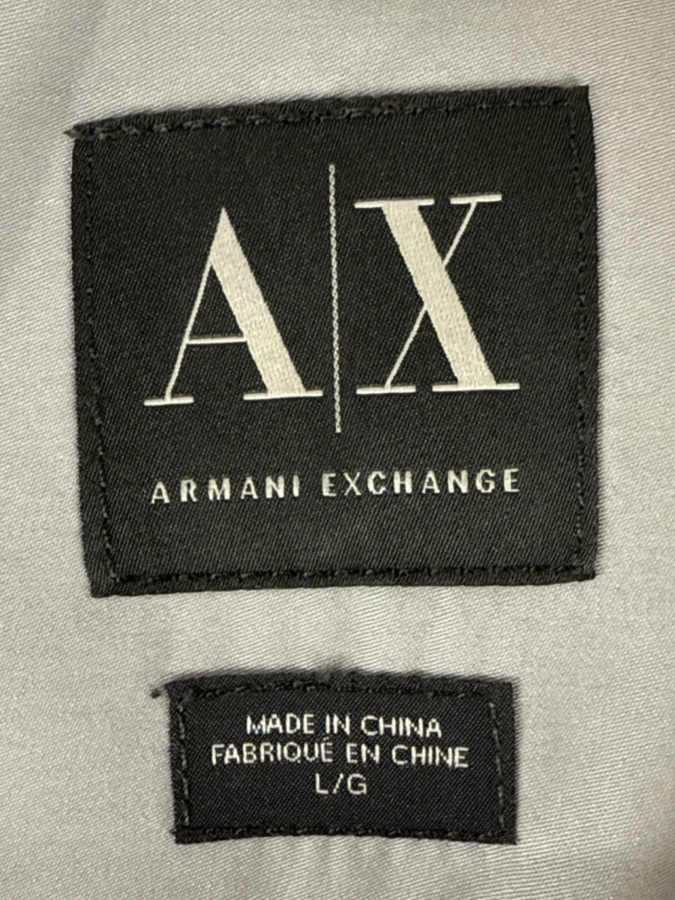 A|X
ARMANI EXCHANGE
MADE IN CHINA
FABRIQUÉ EN CHINE
L/G